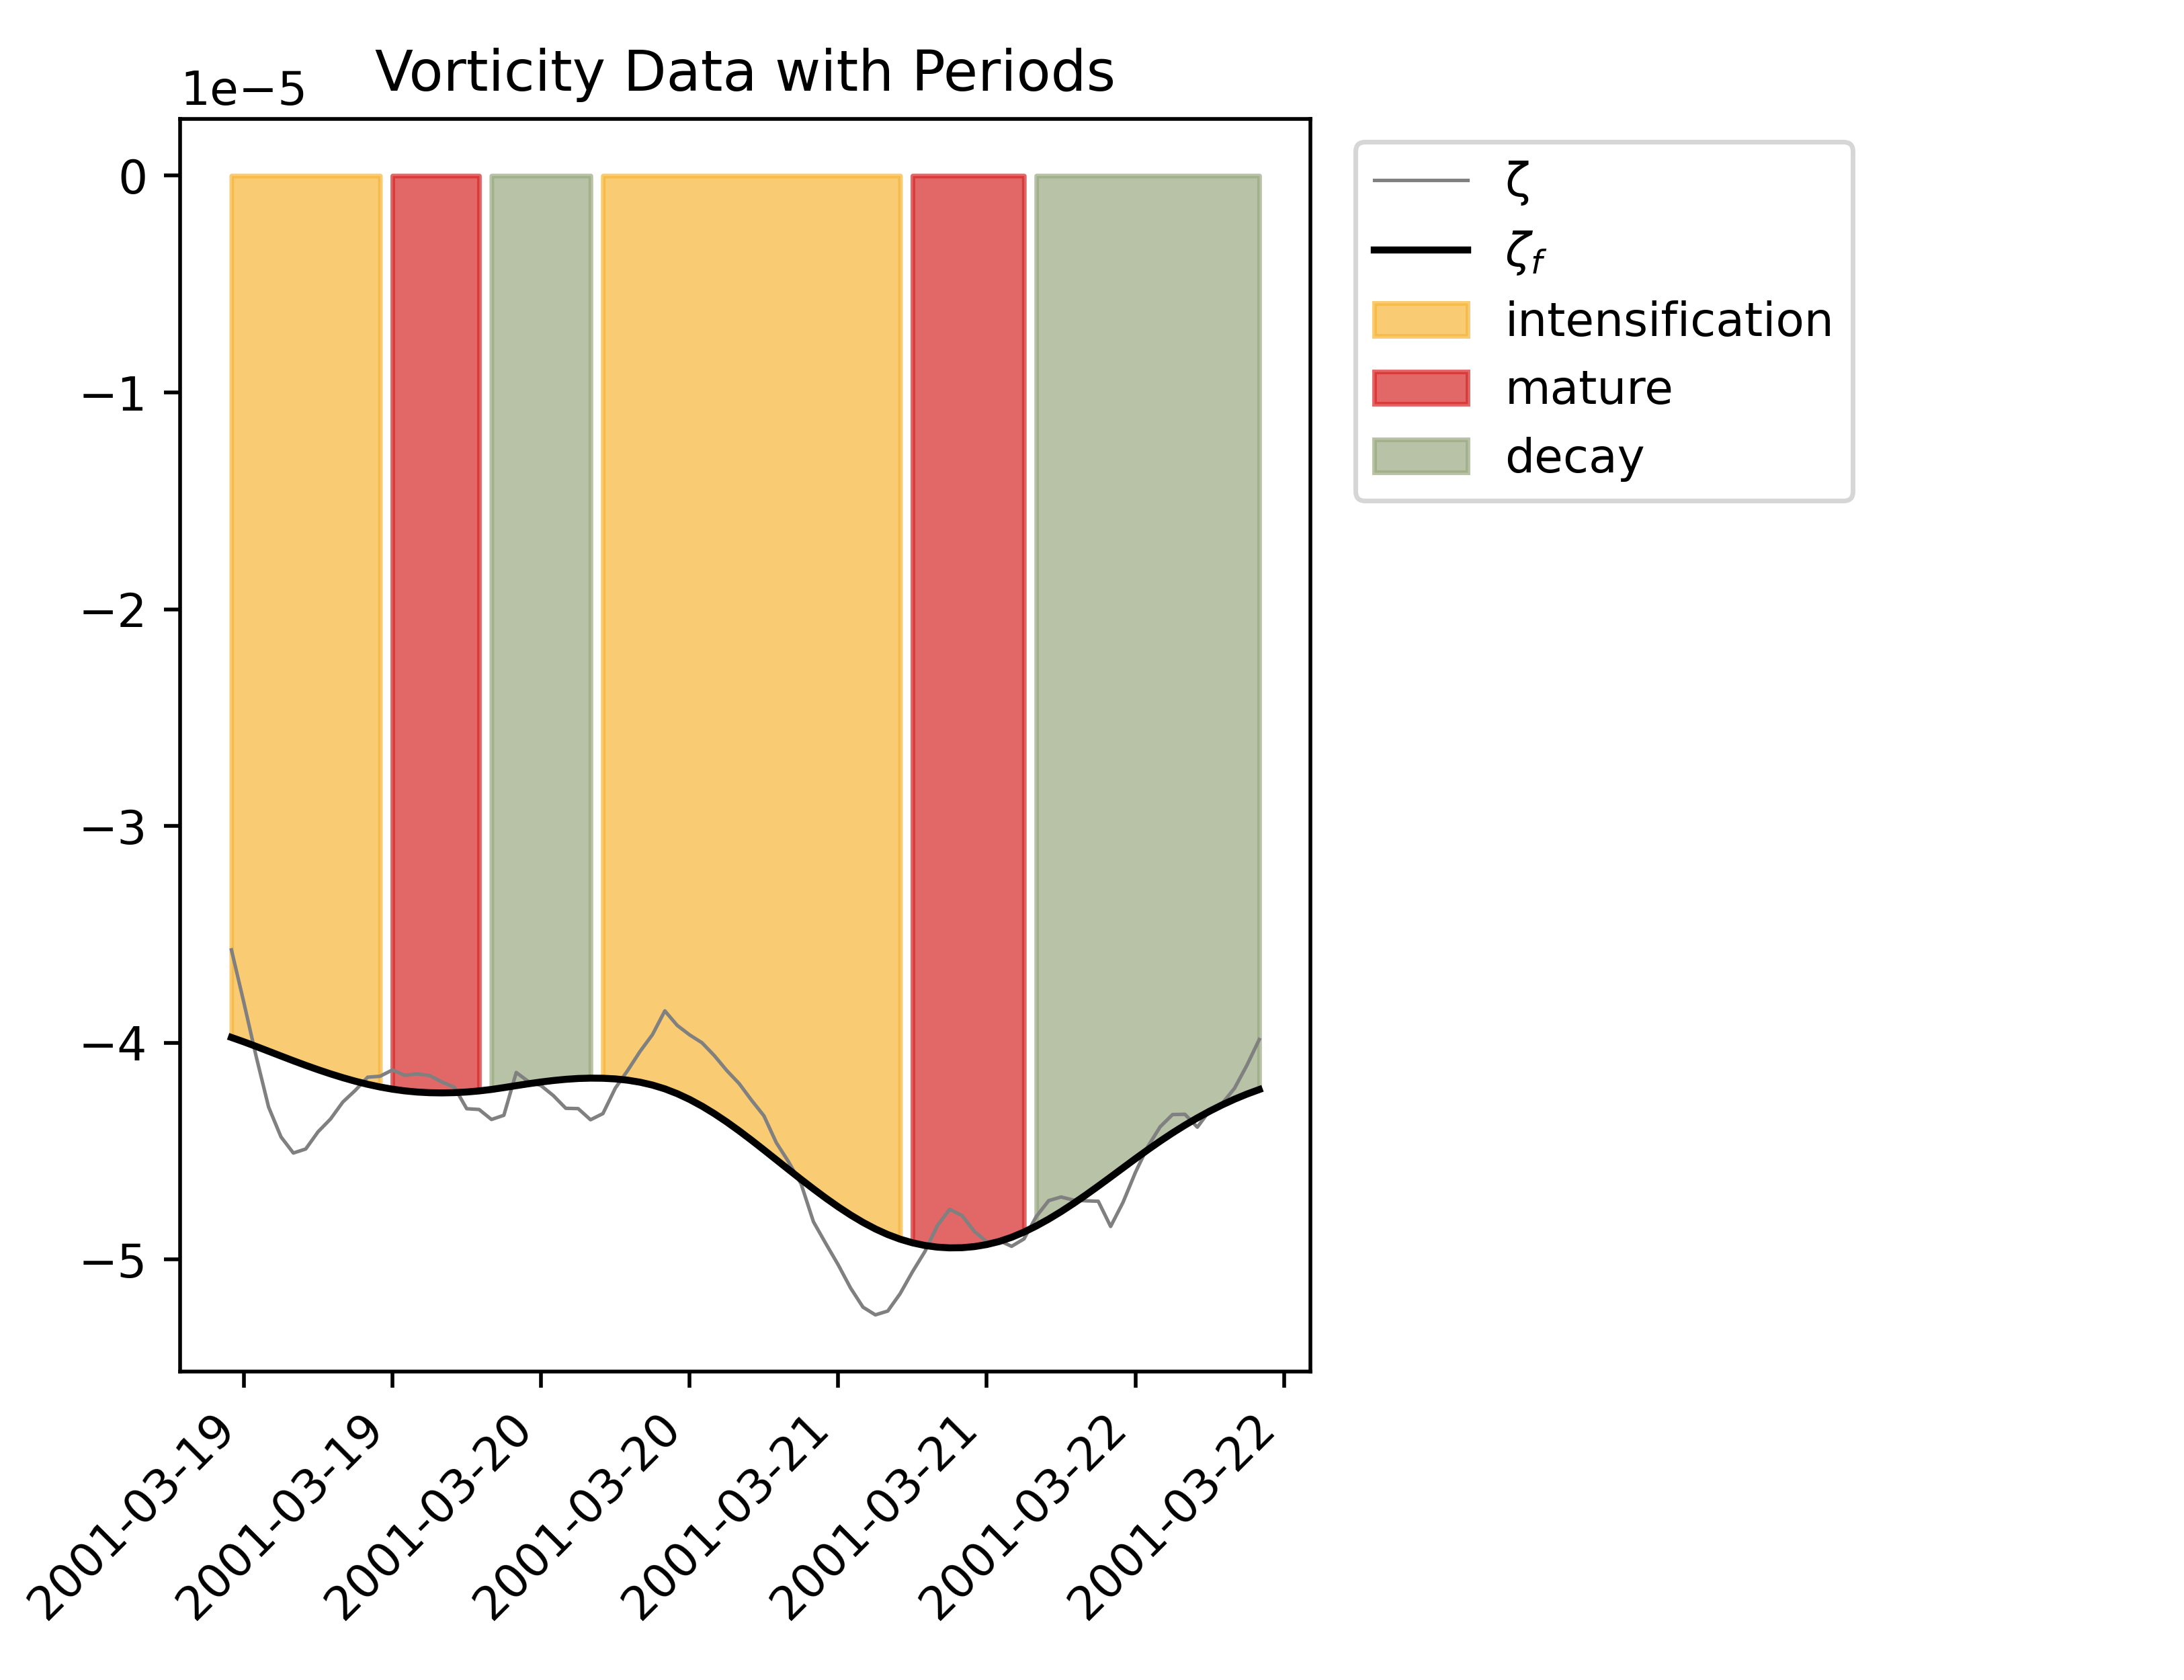 Vorticity Data with Periods
1e−5
0
−1
−2
−3
−4
−5
2001-03-19
2001-03-19
2001-03-20
2001-03-20
2001-03-21
2001-03-21
2001-03-22
2001-03-22
ζ
ζf
intensification
mature
decay